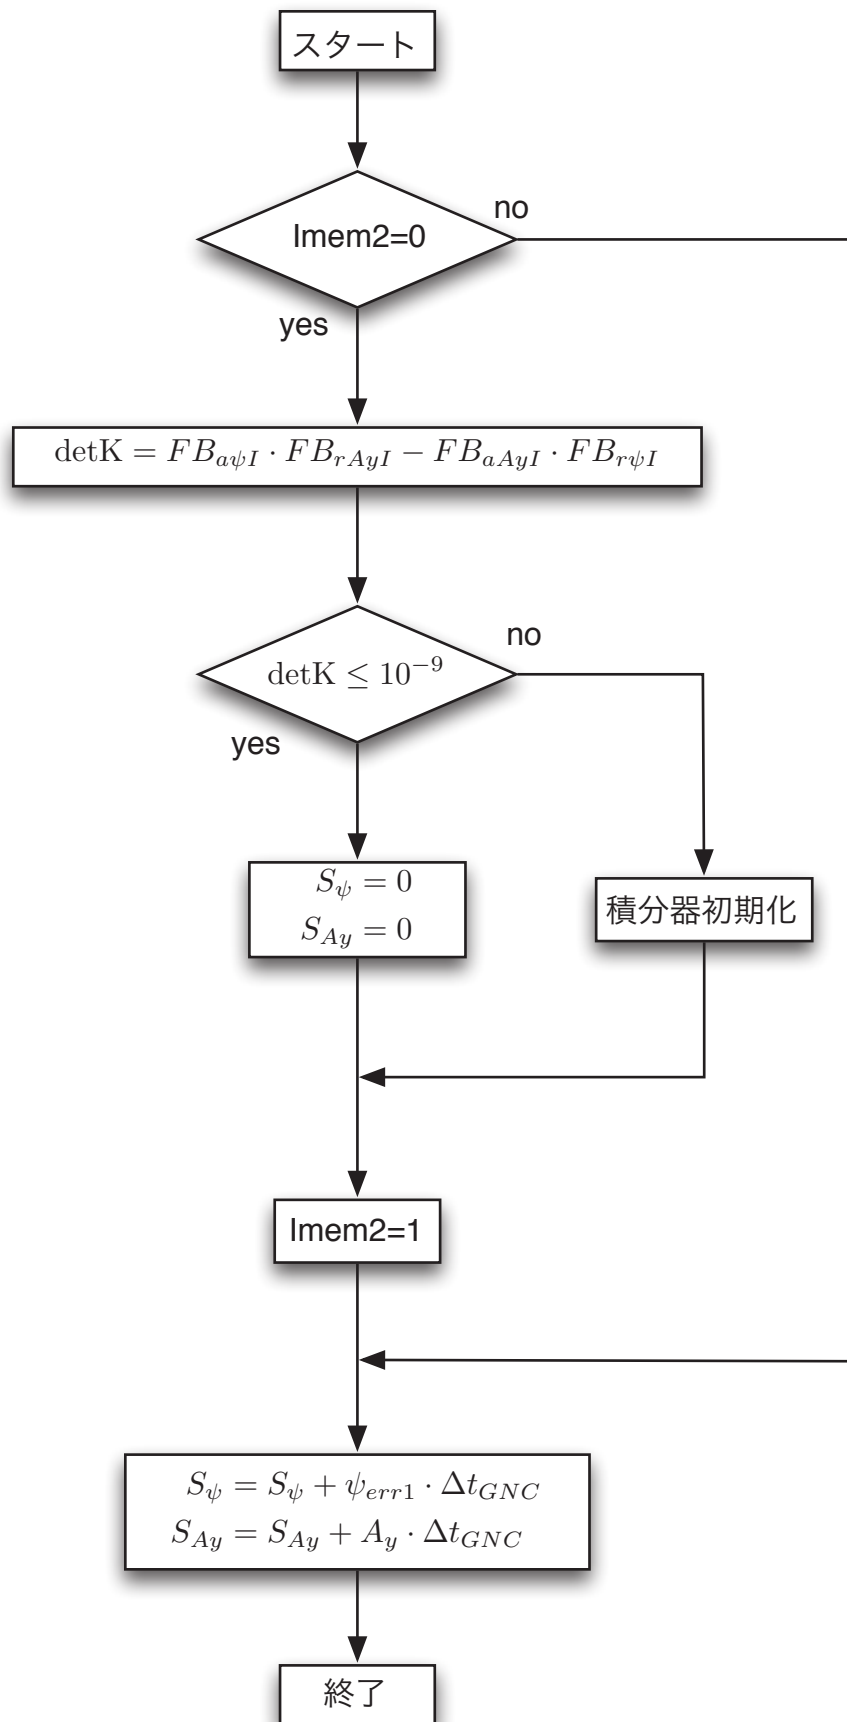 スタート
Imem2=0
no
yes
detK = FB_{aψI} · FB_{rAyI} − FB_{aAyI} · FB_{rψI}
detK ≤ 10^{−9}
no
yes
S_ψ = 0
S_{Ay} = 0
積分器初期化
Imem2=1
S_ψ = S_ψ + ψ_{err1} · Δt_{GNC}
S_{Ay} = S_{Ay} + A_y · Δt_{GNC}
終了